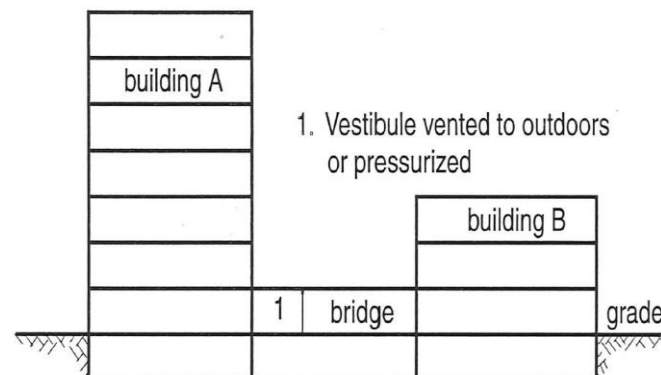 building A
1. Vestibule vented to outdoors
or pressurized
building B
1
bridge
grade